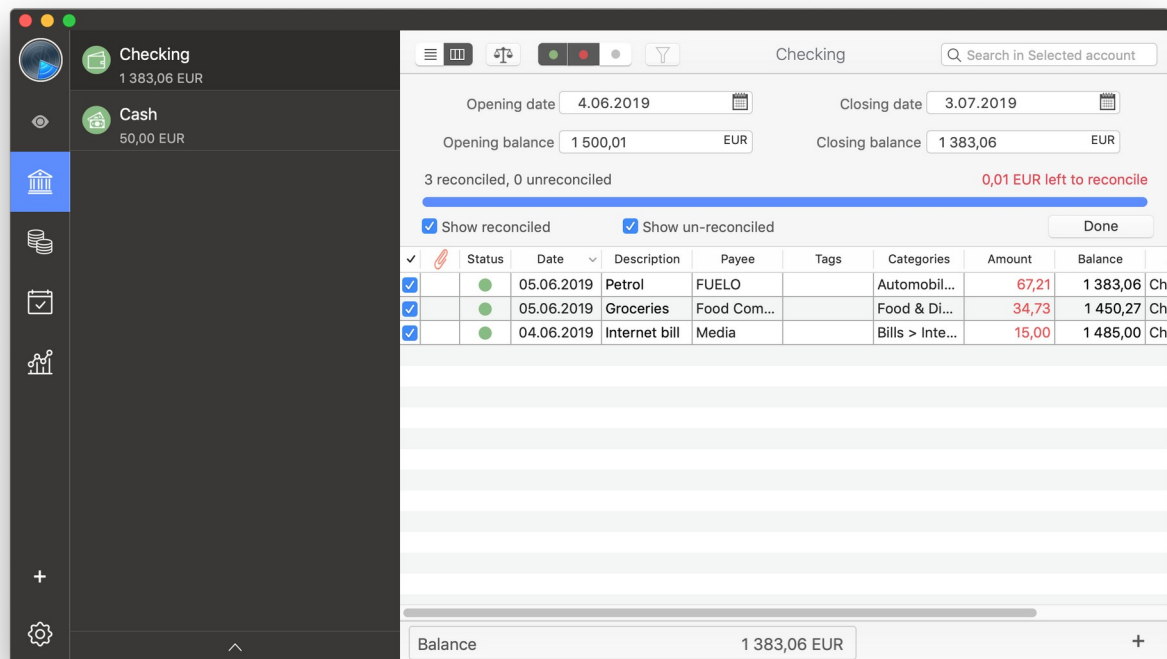 Checking
1 383,06 EUR
Cash
50,00 EUR
Checking
Search in Selected account
Opening date 4.06.2019 Closing date 3.07.2019
Opening balance 1 500,01 EUR Closing balance 1 383,06 EUR
3 reconciled, 0 unreconciled 0,01 EUR left to reconcile
Show reconciled Show un-reconciled Done
Status Date Description Payee Tags Categories Amount Balance
05.06.2019 Petrol FUELO Automobil... 67,21 1 383,06 Ch
05.06.2019 Groceries Food Com... Food & Di... 34,73 1 450,27 Ch
04.06.2019 Internet bill Media Bills > Inte... 15,00 1 485,00 Ch
Balance 1 383,06 EUR